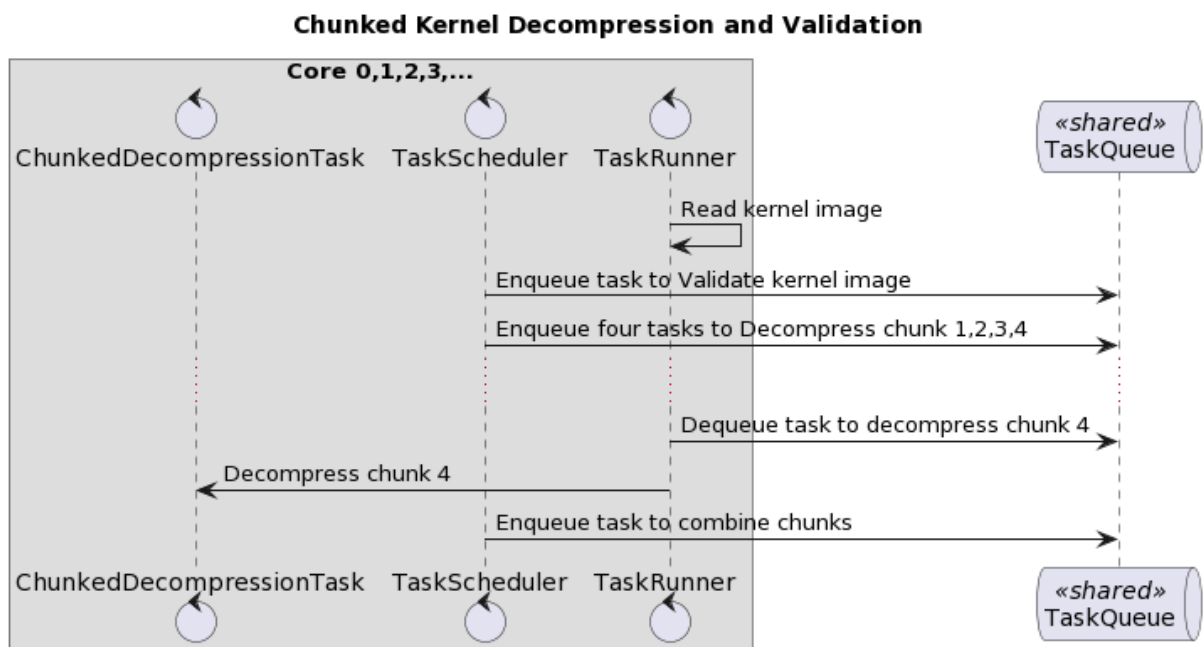 Chunked Kernel Decompression and Validation
Core 0,1,2,3,...
ChunkedDecompressionTask
TaskScheduler
TaskRunner
«shared»
TaskQueue
Read kernel image
Enqueue task to Validate kernel image
Enqueue four tasks to Decompress chunk 1,2,3,4
Dequeue task to decompress chunk 4
Decompress chunk 4
Enqueue task to combine chunks
ChunkedDecompressionTask
TaskScheduler
TaskRunner
«shared»
TaskQueue